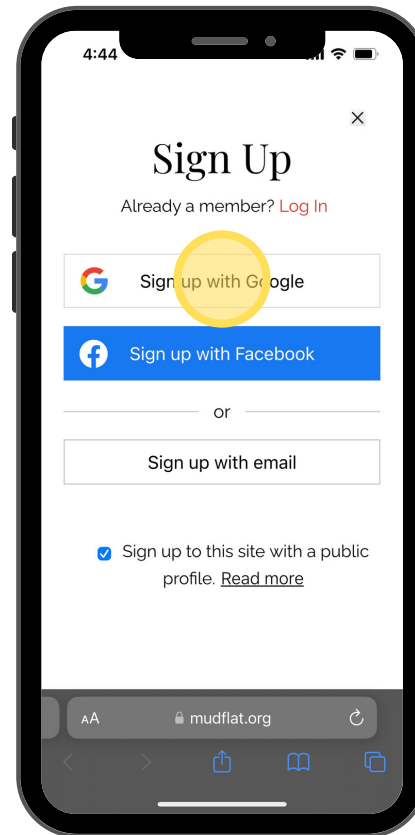 4:44
Sign Up
Already a member? Log In
Sign up with Google
Sign up with Facebook
or
Sign up with email
Sign up to this site with a public
profile. Read more
AA mudflat.org